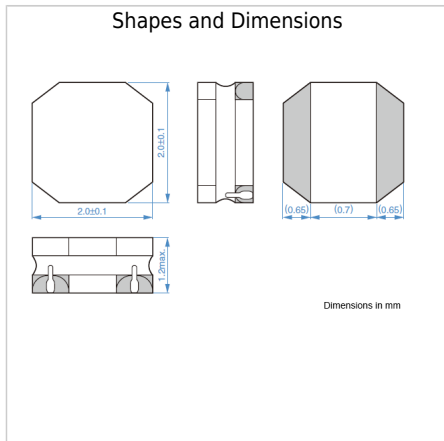 Shapes and Dimensions
2.0±0.1
2.0±0.1
(0.65)
(0.7)
(0.65)
1.2max.
Dimensions in mm